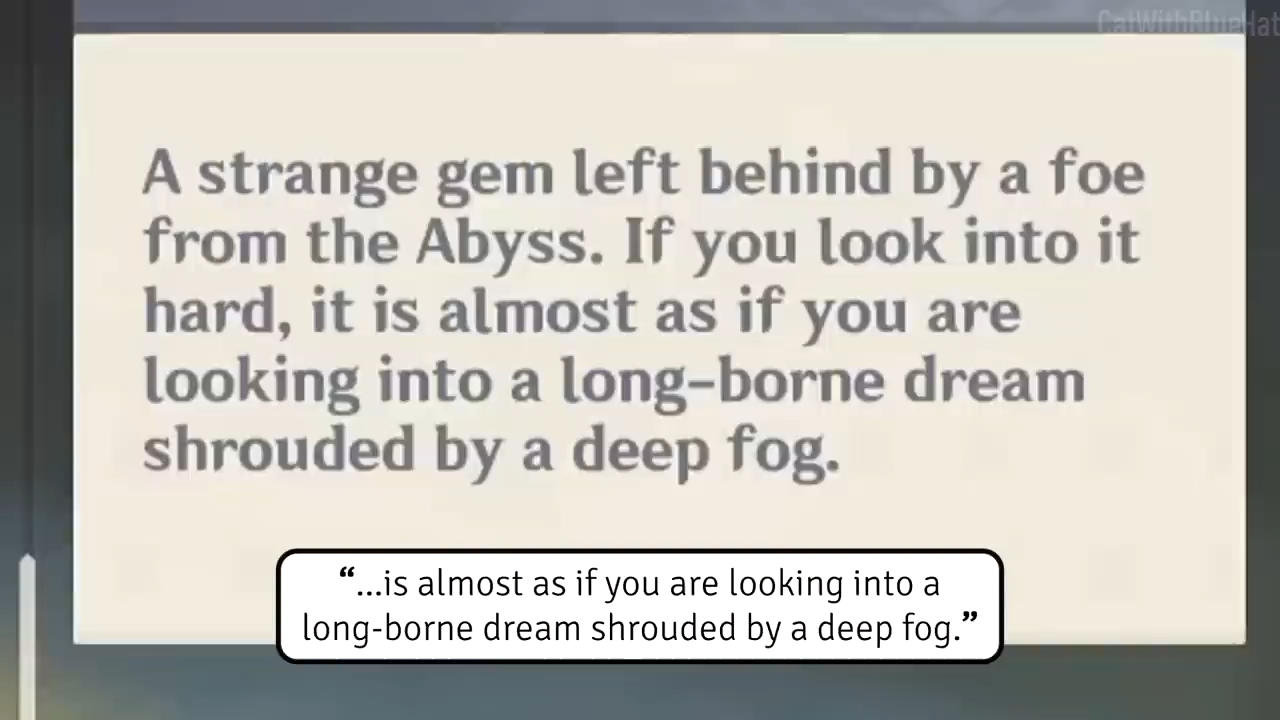 CatWithBlueHat
A strange gem left behind by a foe
from the Abyss. If you look into it
hard, it is almost as if you are
looking into a long-borne dream
shrouded by a deep fog.
“...is almost as if you are looking into a
long-borne dream shrouded by a deep fog.”